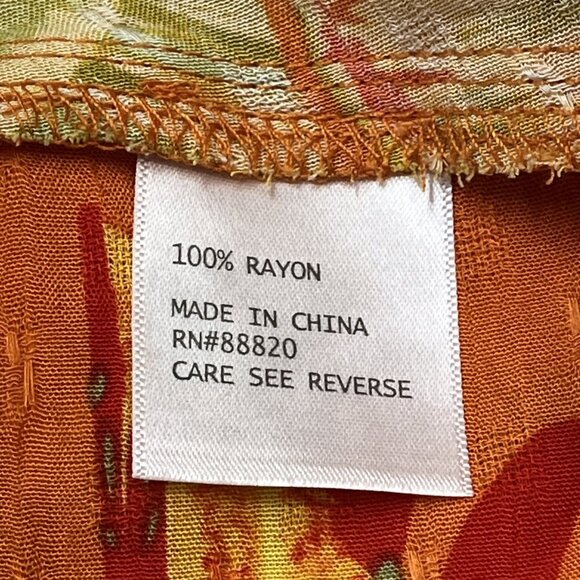 100% RAYON
MADE IN CHINA
RN#88820
CARE SEE REVERSE